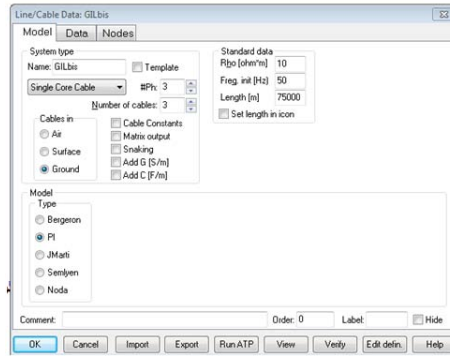 Line/Cable Data: GILbis
Model Data Nodes
System type
Name: GILbis Template
Single Core Cable #Ph: 3
Number of cables: 3
Cables in
Air
Surface
Ground
Cable Constants
Matrix output
Snaking
Add G [S/m]
Add C [F/m]
Standard data
Rho [ohm*m] 10
Freq. init [Hz] 50
Length [m] 75000
Set length in icon
Model
Type
Bergeron
PI
JMarti
Semlyen
Noda
Comment: Order: 0 Label: Hide
OK Cancel Import Export Run ATP View Verify Edit defin. Help